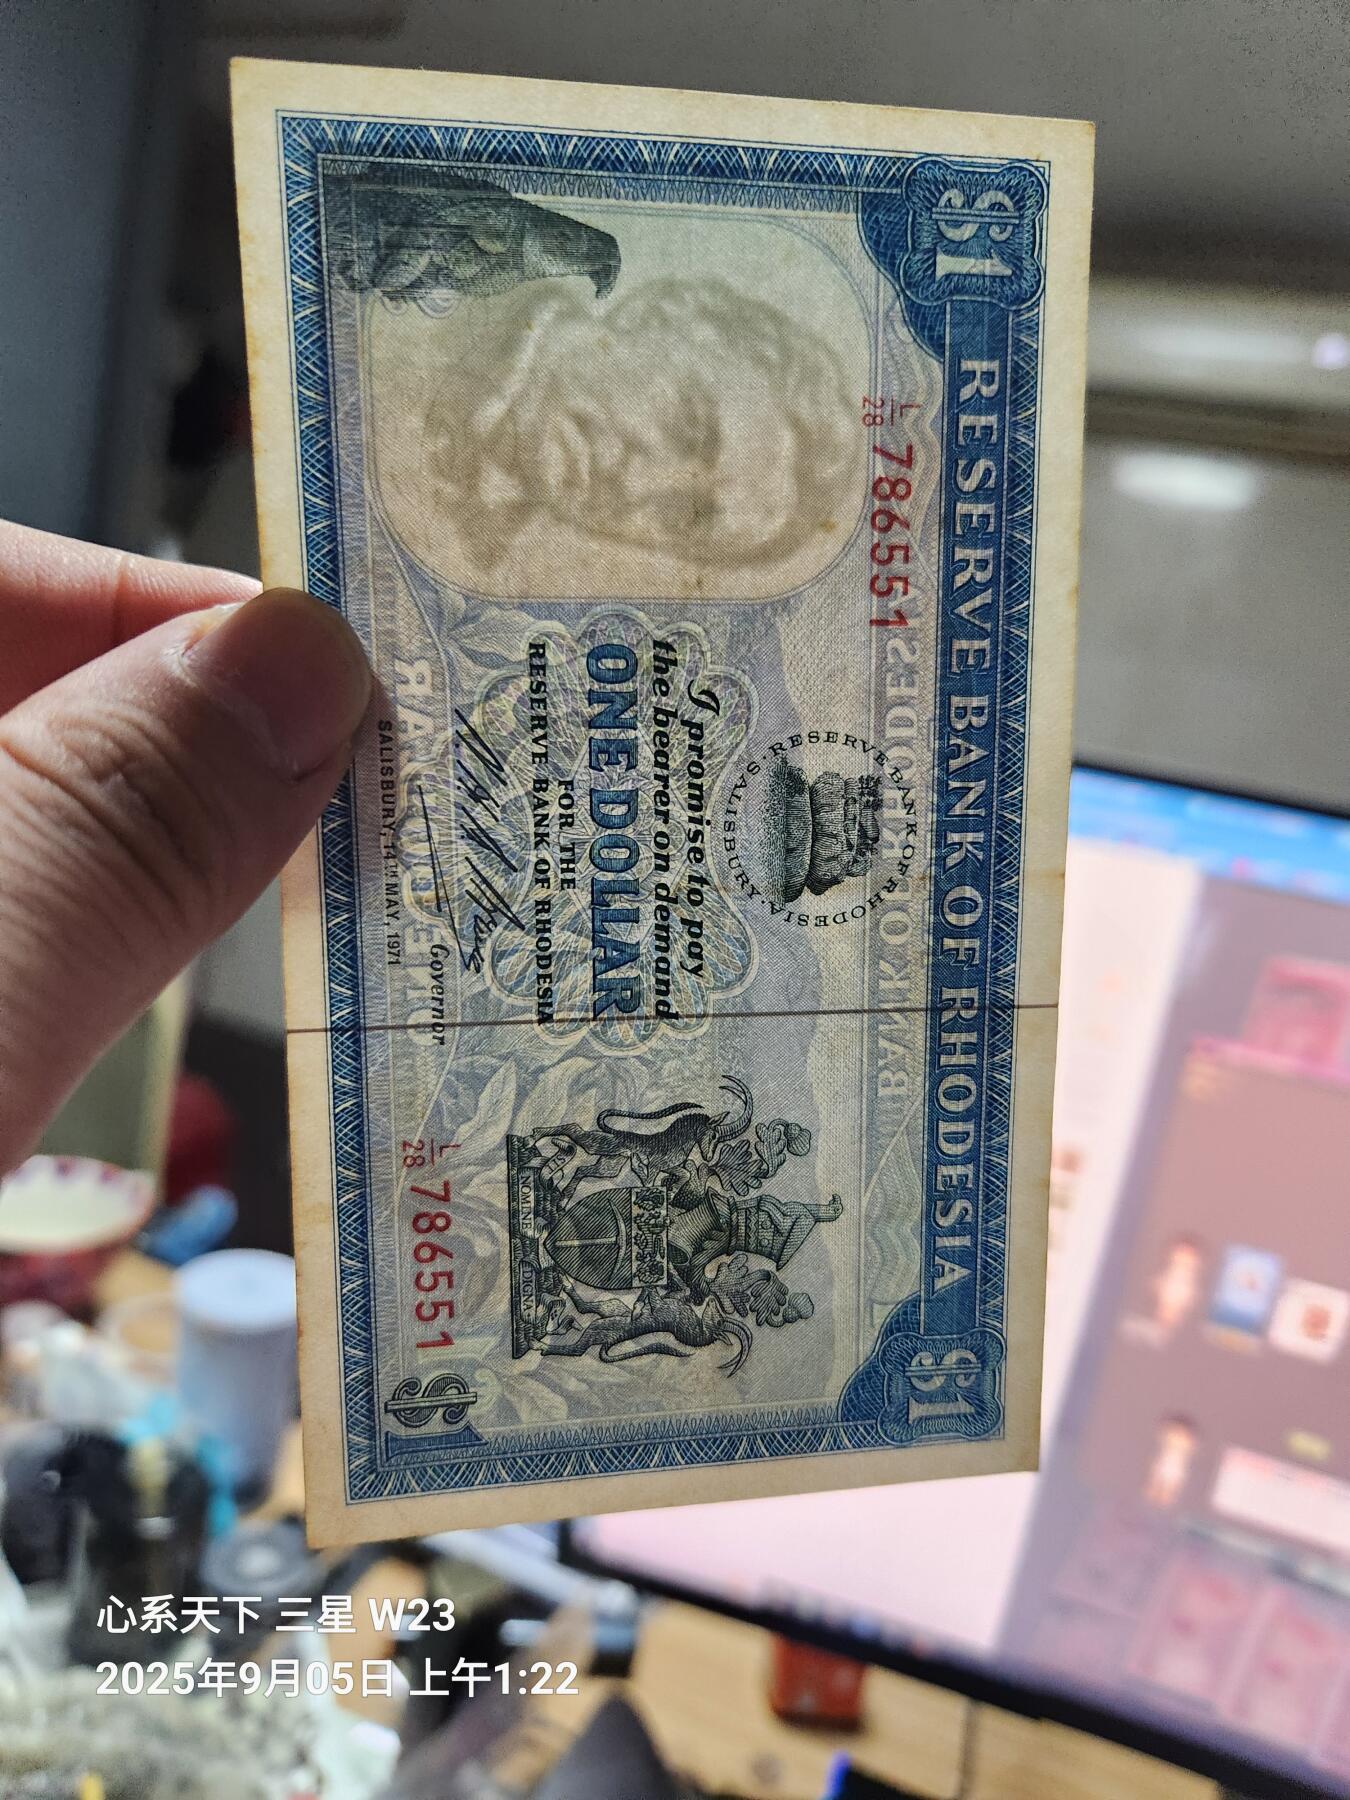 $1
RESERVE BANK OF RHODESIA
$1
L/28 786551
· RESERVE BANK OF RHODESIA ·
SALISBURY
I promise to pay
the bearer on demand
ONE DOLLAR
FOR THE
RESERVE BANK OF RHODESIA
Governor
SALISBURY, 14TH MAY, 1971
NOMINE DIGNA
L/28 786551
$1
心系天下 三星 W23
2025年9月05日 上午1:22